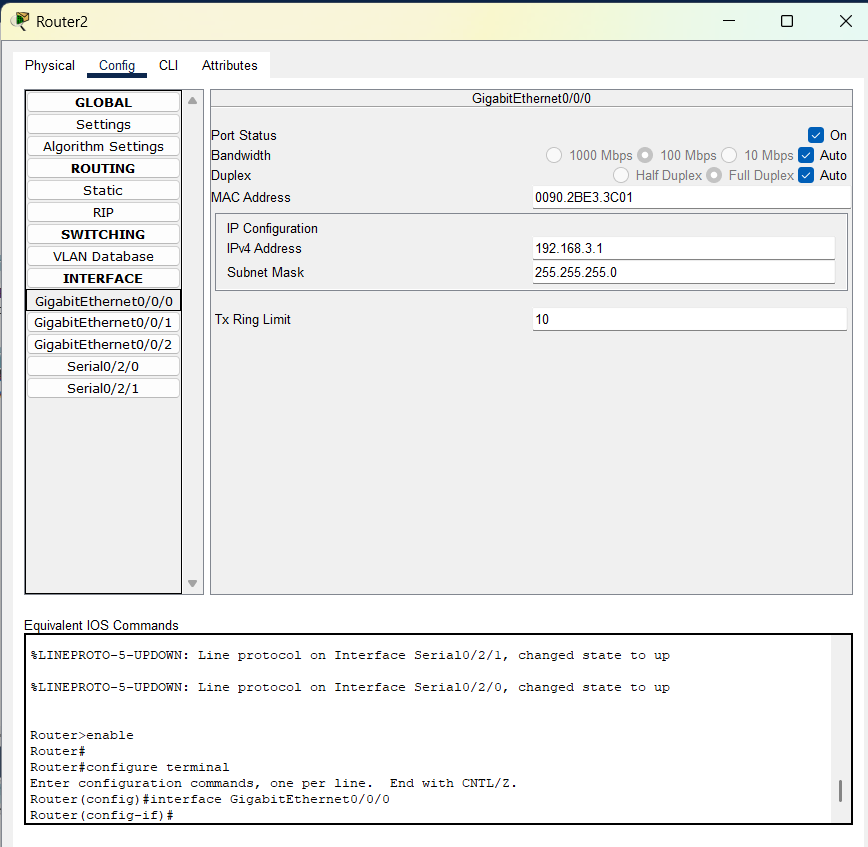 Router2
Physical Config CLI Attributes
GLOBAL
Settings
Algorithm Settings
ROUTING
Static
RIP
SWITCHING
VLAN Database
INTERFACE
GigabitEthernet0/0/0
GigabitEthernet0/0/1
GigabitEthernet0/0/2
Serial0/2/0
Serial0/2/1
GigabitEthernet0/0/0
Port Status On
Bandwidth 1000 Mbps 100 Mbps 10 Mbps Auto
Duplex Half Duplex Full Duplex Auto
MAC Address 0090.2BE3.3C01
IP Configuration
IPv4 Address 192.168.3.1
Subnet Mask 255.255.255.0
Tx Ring Limit 10
Equivalent IOS Commands
%LINEPROTO-5-UPDOWN: Line protocol on Interface Serial0/2/1, changed state to up
%LINEPROTO-5-UPDOWN: Line protocol on Interface Serial0/2/0, changed state to up
Router>enable
Router#
Router#configure terminal
Enter configuration commands, one per line.  End with CNTL/Z.
Router(config)#interface GigabitEthernet0/0/0
Router(config-if)#